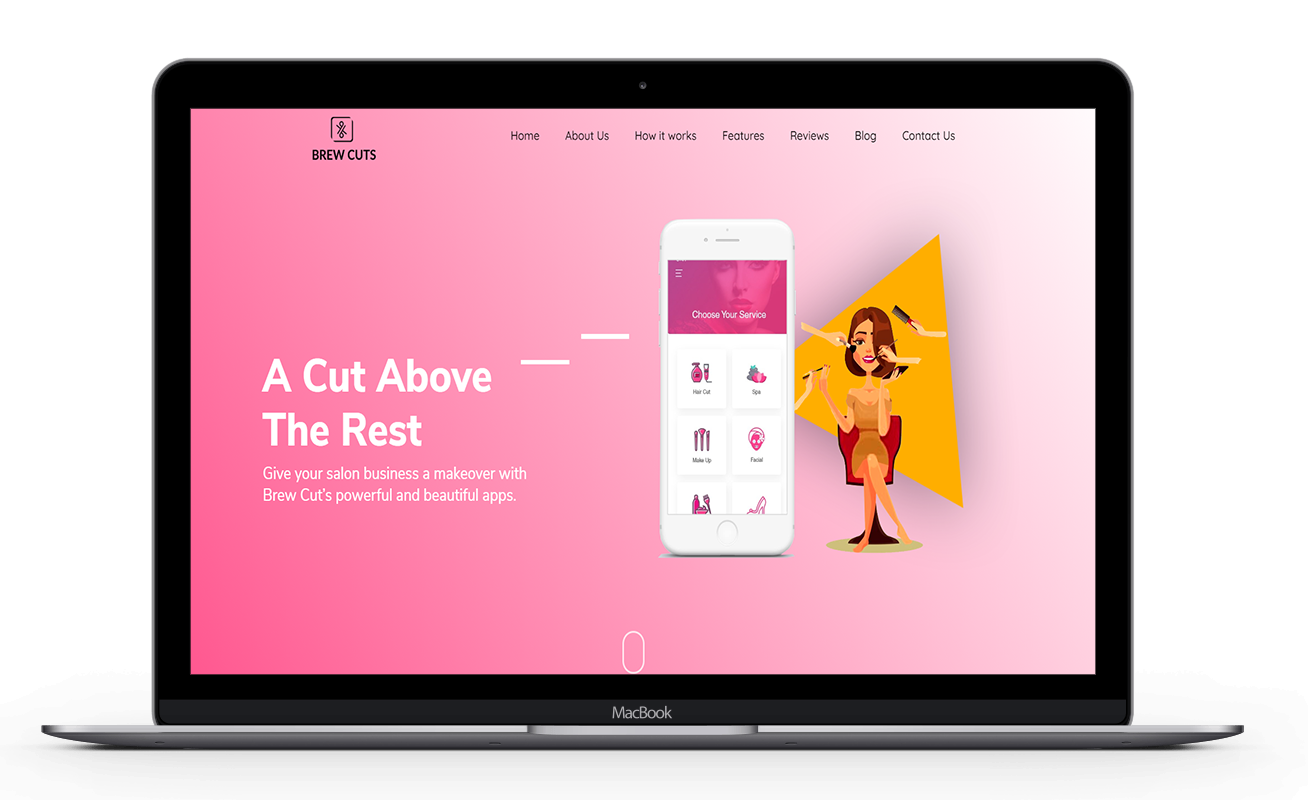 BREW CUTS
Home About Us How it works Features Reviews Blog Contact Us
A Cut Above
The Rest
Give your salon business a makeover with
Brew Cut's powerful and beautiful apps.
Choose Your Service
Hair Cut Spa
Make Up Facial
MacBook